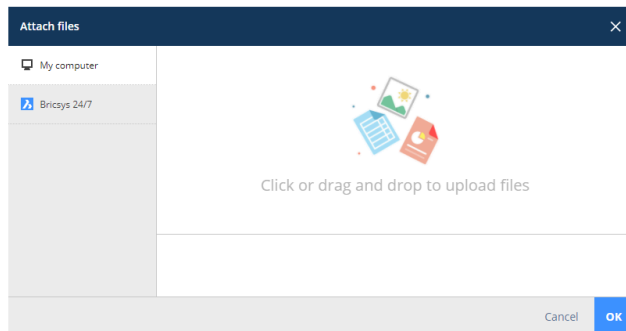 Attach files
My computer
Bricsys 24/7
Click or drag and drop to upload files
Cancel
OK